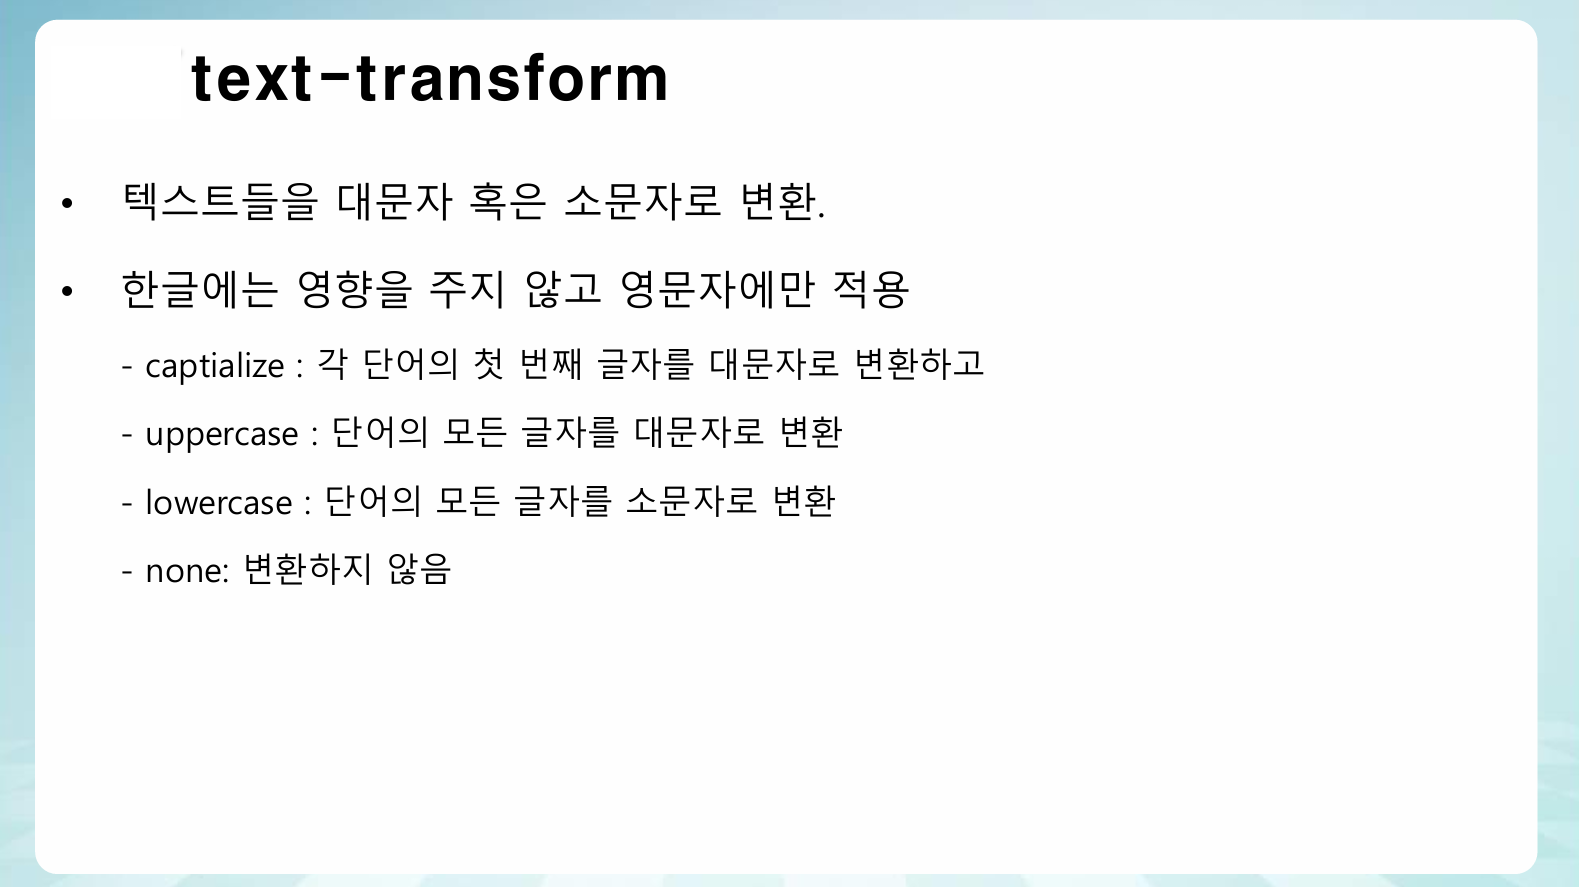 text-transform
• 텍스트들을 대문자 혹은 소문자로 변환.
• 한글에는 영향을 주지 않고 영문자에만 적용
- captialize : 각 단어의 첫 번째 글자를 대문자로 변환하고
- uppercase : 단어의 모든 글자를 대문자로 변환
- lowercase : 단어의 모든 글자를 소문자로 변환
- none: 변환하지 않음